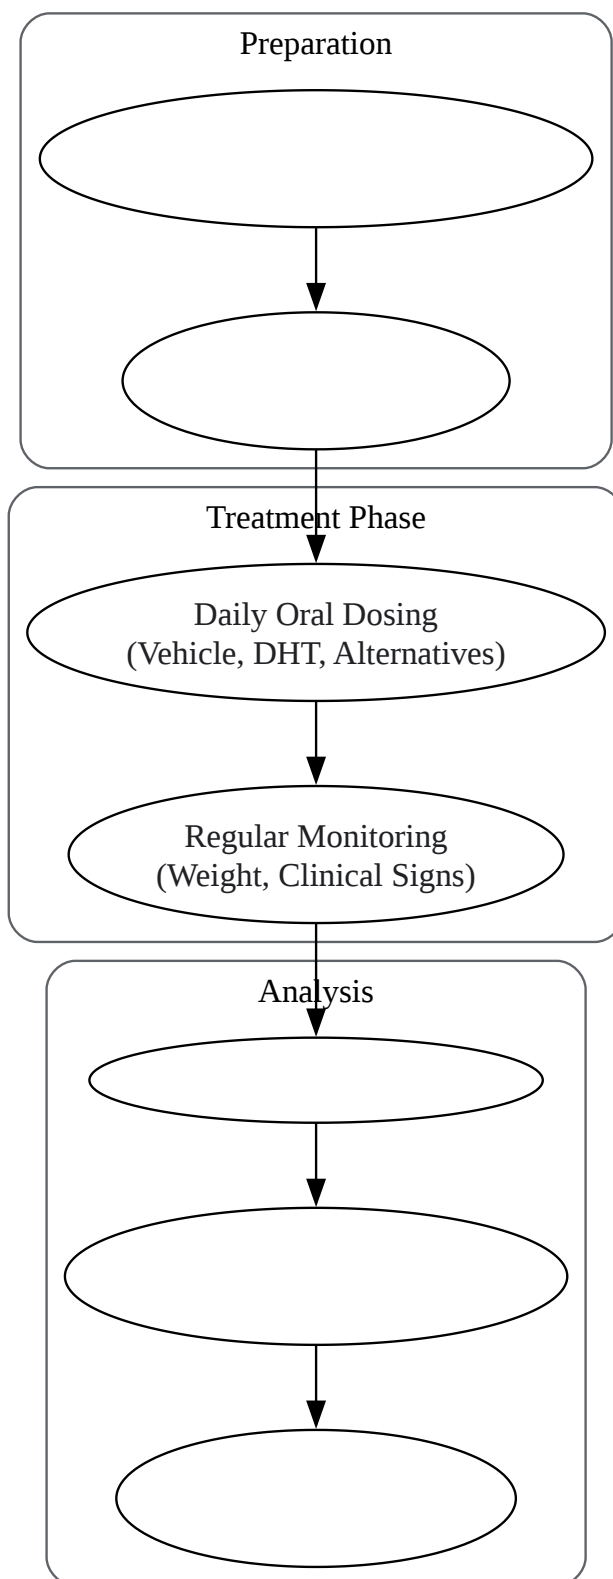 Preparation
Treatment Phase
Daily Oral Dosing
(Vehicle, DHT, Alternatives)
Regular Monitoring
(Weight, Clinical Signs)
Analysis